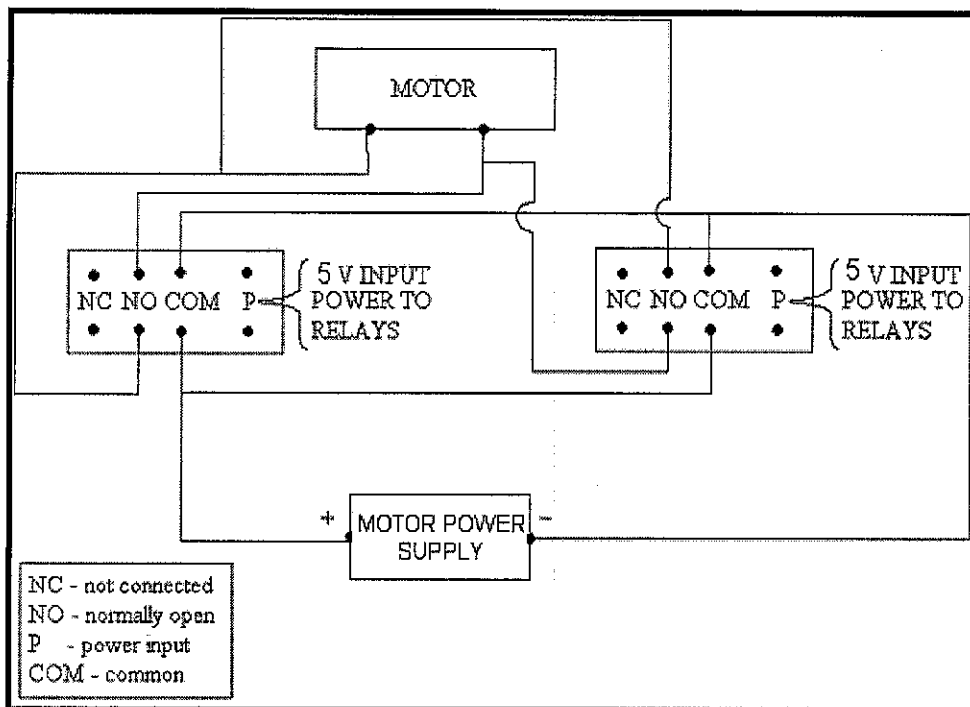 MOTOR
NC NO COM P
5 V INPUT
POWER TO
RELAYS
NC NO COM P
5 V INPUT
POWER TO
RELAYS
+ MOTOR POWER -
SUPPLY
NC - not connected
NO - normally open
P - power input
COM - common